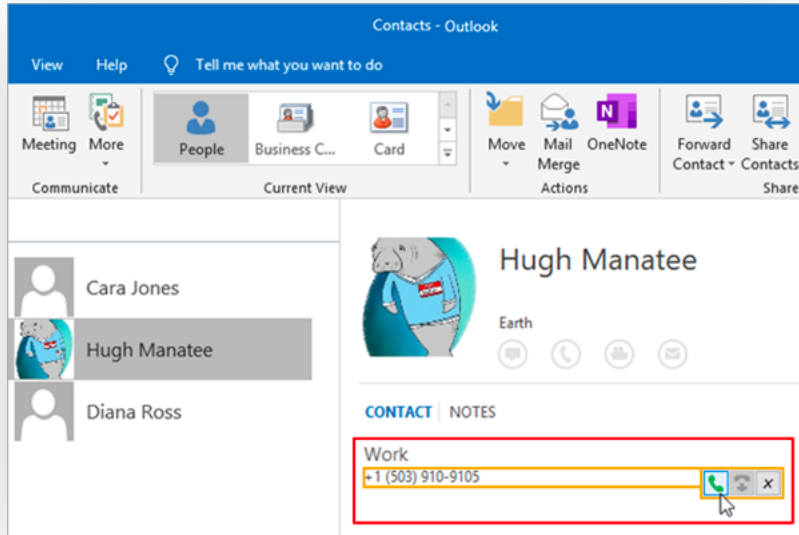 Contacts - Outlook
View Help Tell me what you want to do
Meeting More People Business C... Card Move Mail Merge OneNote Forward Contact Share Contacts
Communicate Current View Actions Share
Cara Jones
Hugh Manatee
Diana Ross
Hugh Manatee
Earth
CONTACT NOTES
Work
+1 (503) 910-9105
x